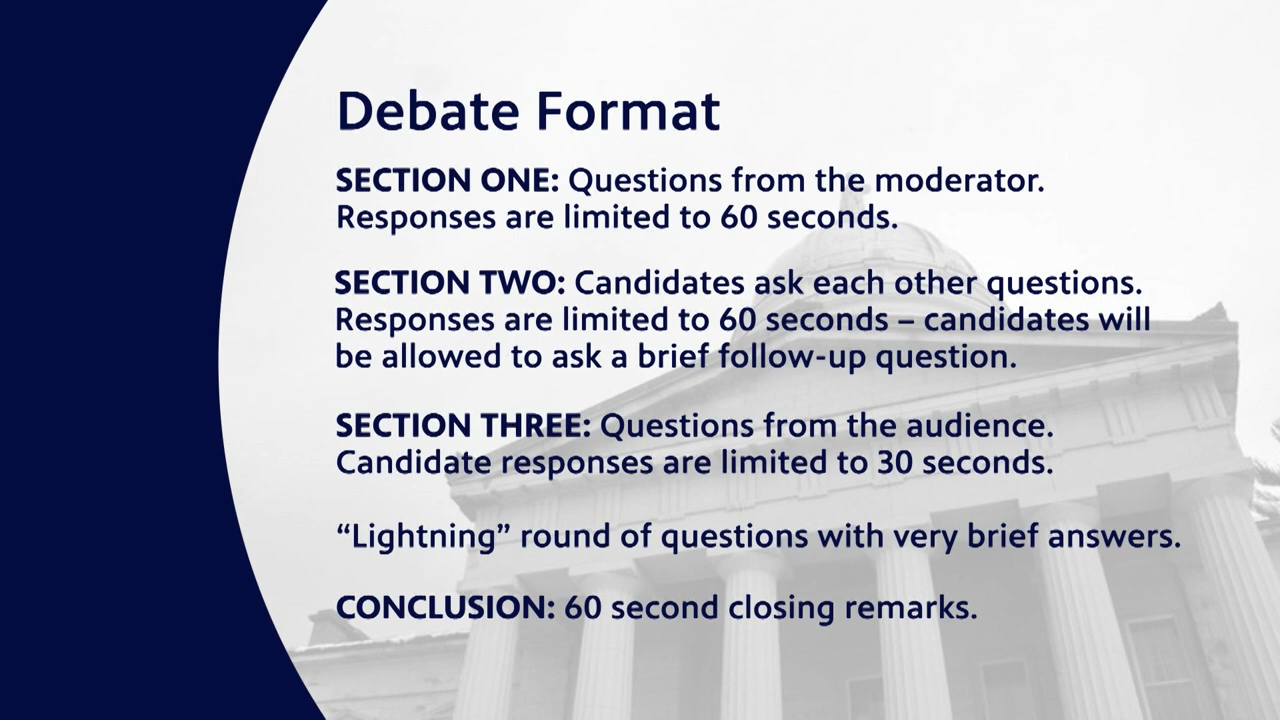 Debate Format
SECTION ONE: Questions from the moderator.
Responses are limited to 60 seconds.
SECTION TWO: Candidates ask each other questions.
Responses are limited to 60 seconds – candidates will
be allowed to ask a brief follow-up question.
SECTION THREE: Questions from the audience.
Candidate responses are limited to 30 seconds.
“Lightning” round of questions with very brief answers.
CONCLUSION: 60 second closing remarks.